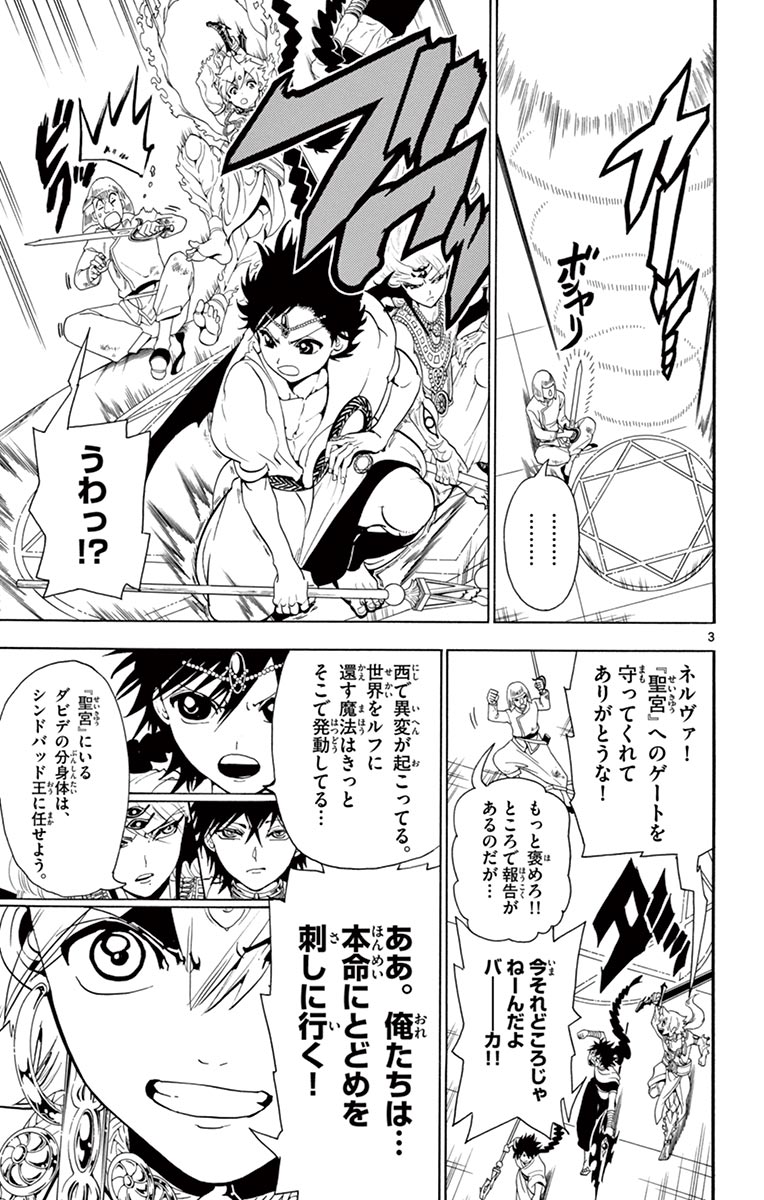 カーッ
ボシャリ
…………
…………
ブンッ
ビクッ
うわっ!?
3
ネルヴァ!
『聖宮』へのゲートを
守ってくれて
ありがとうな!
もっと褒めろ!!
ところで報告が
あるのだが…
ダッ
今それどころじゃ
ねーんだよ
バーーカ!!
西で異変が起こってる。
世界をルフに
還す魔法はきっと
そこで発動してる…
『聖宮』にいる
ダビデの分身体は、
シンドバッド王に任せよう。
ああ。俺たちは…
本命にとどめを
刺しに行く!